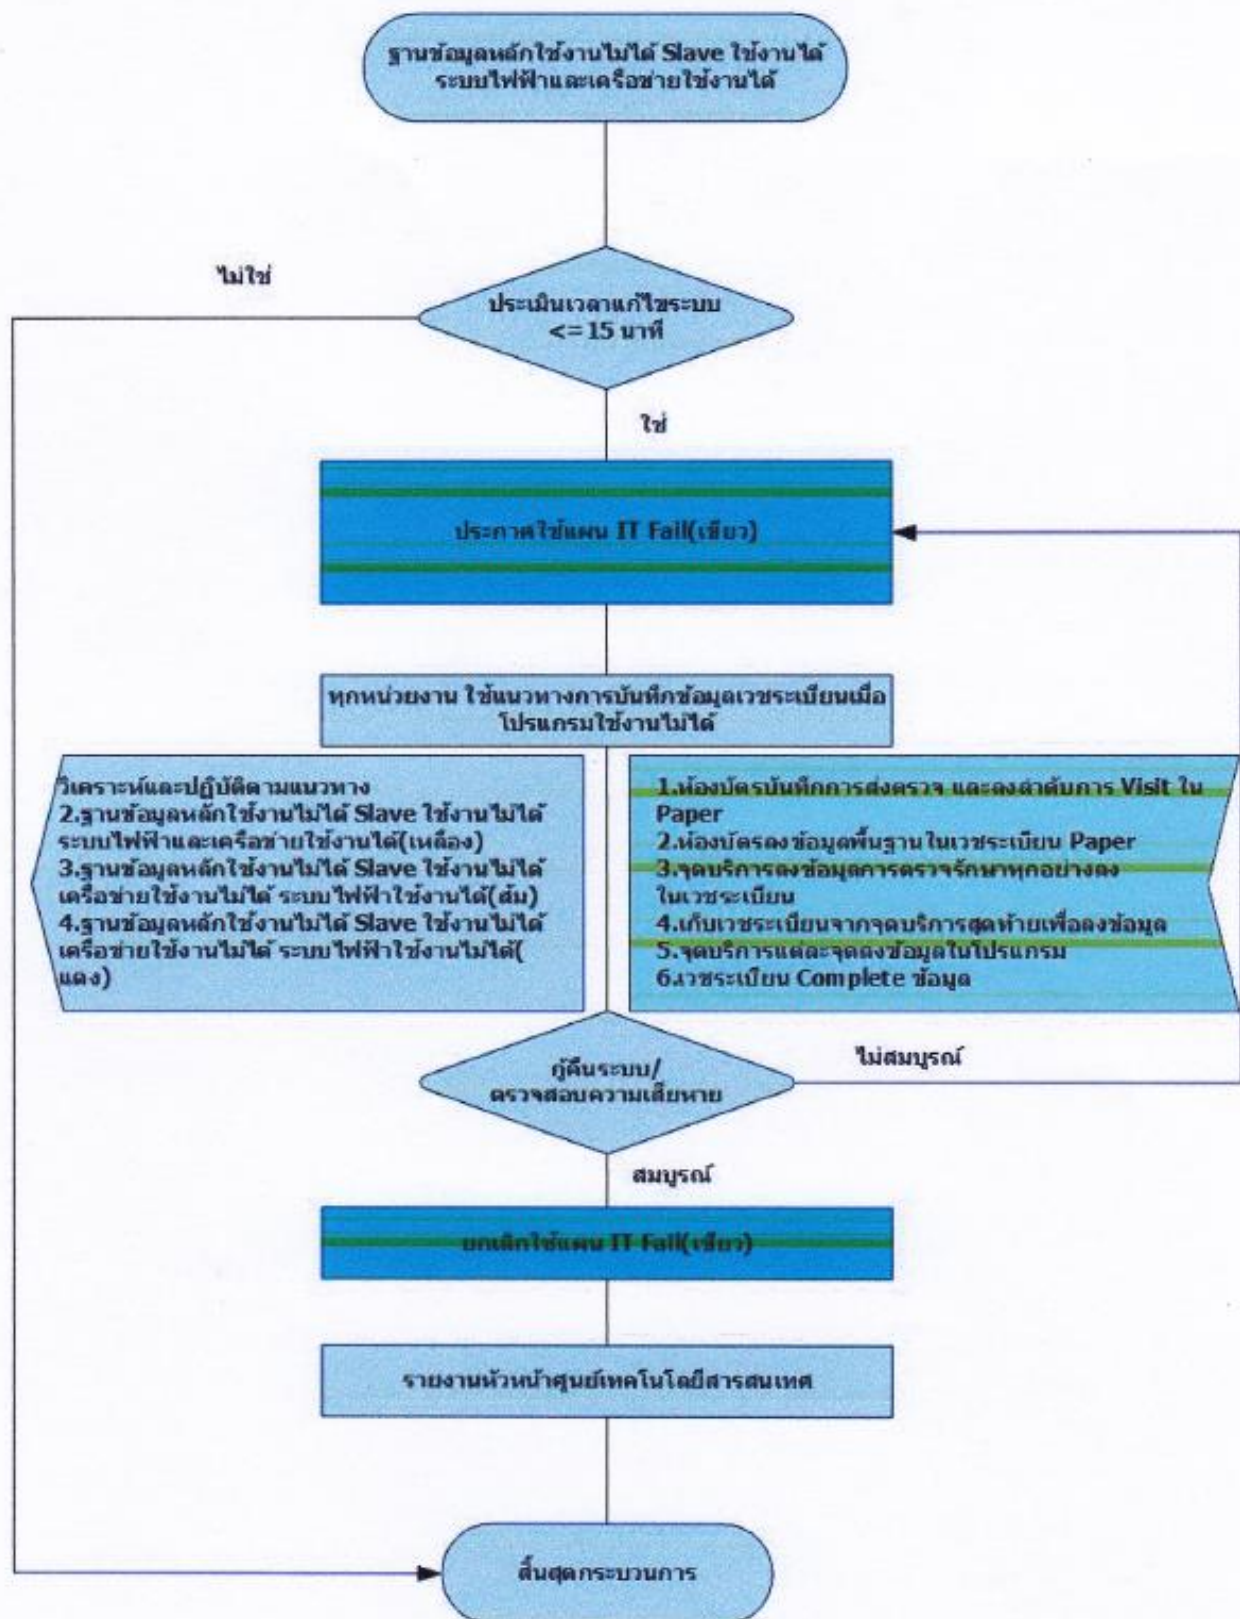 ฐานข้อมูลหลักใช้งานไม่ได้ Slave ใช้งานได้
ระบบไฟฟ้าและเครือข่ายใช้งานได้
ไม่ใช่
ประเมินเวลาแก้ไขระบบ
<= 15 นาที
ใช่
ประกาศใช้แผน IT Fail(เขียว)
ทุกหน่วยงาน ใช้แนวทางการบันทึกข้อมูลเวชระเบียนเมื่อ
โปรแกรมใช้งานไม่ได้
วิเคราะห์และปฏิบัติตามแนวทาง
2.ฐานข้อมูลหลักใช้งานไม่ได้ Slave ใช้งานไม่ได้
ระบบไฟฟ้าและเครือข่ายใช้งานได้(เหลือง)
3.ฐานข้อมูลหลักใช้งานไม่ได้ Slave ใช้งานไม่ได้
เครือข่ายใช้งานไม่ได้ ระบบไฟฟ้าใช้งานได้(ส้ม)
4.ฐานข้อมูลหลักใช้งานไม่ได้ Slave ใช้งานไม่ได้
เครือข่ายใช้งานไม่ได้ ระบบไฟฟ้าใช้งานไม่ได้(
แดง)
1.ห้องบัตรบันทึกการส่งตรวจ และลงลำดับการ Visit ใน
Paper
2.ห้องบัตรลงข้อมูลพื้นฐานในเวชระเบียน Paper
3.จุดบริการลงข้อมูลการตรวจรักษาทุกอย่างลง
ในเวชระเบียน
4.เก็บเวชระเบียนจากจุดบริการสุดท้ายเพื่อลงข้อมูล
5.จุดบริการแต่ละจุดลงข้อมูลในโปรแกรม
6.เวชระเบียน Complete ข้อมูล
กู้คืนระบบ/
ตรวจสอบความเสียหาย
ไม่สมบูรณ์
สมบูรณ์
ยกเลิกใช้แผน IT Fail(เขียว)
รายงานหัวหน้าศูนย์เทคโนโลยีสารสนเทศ
สิ้นสุดกระบวนการ